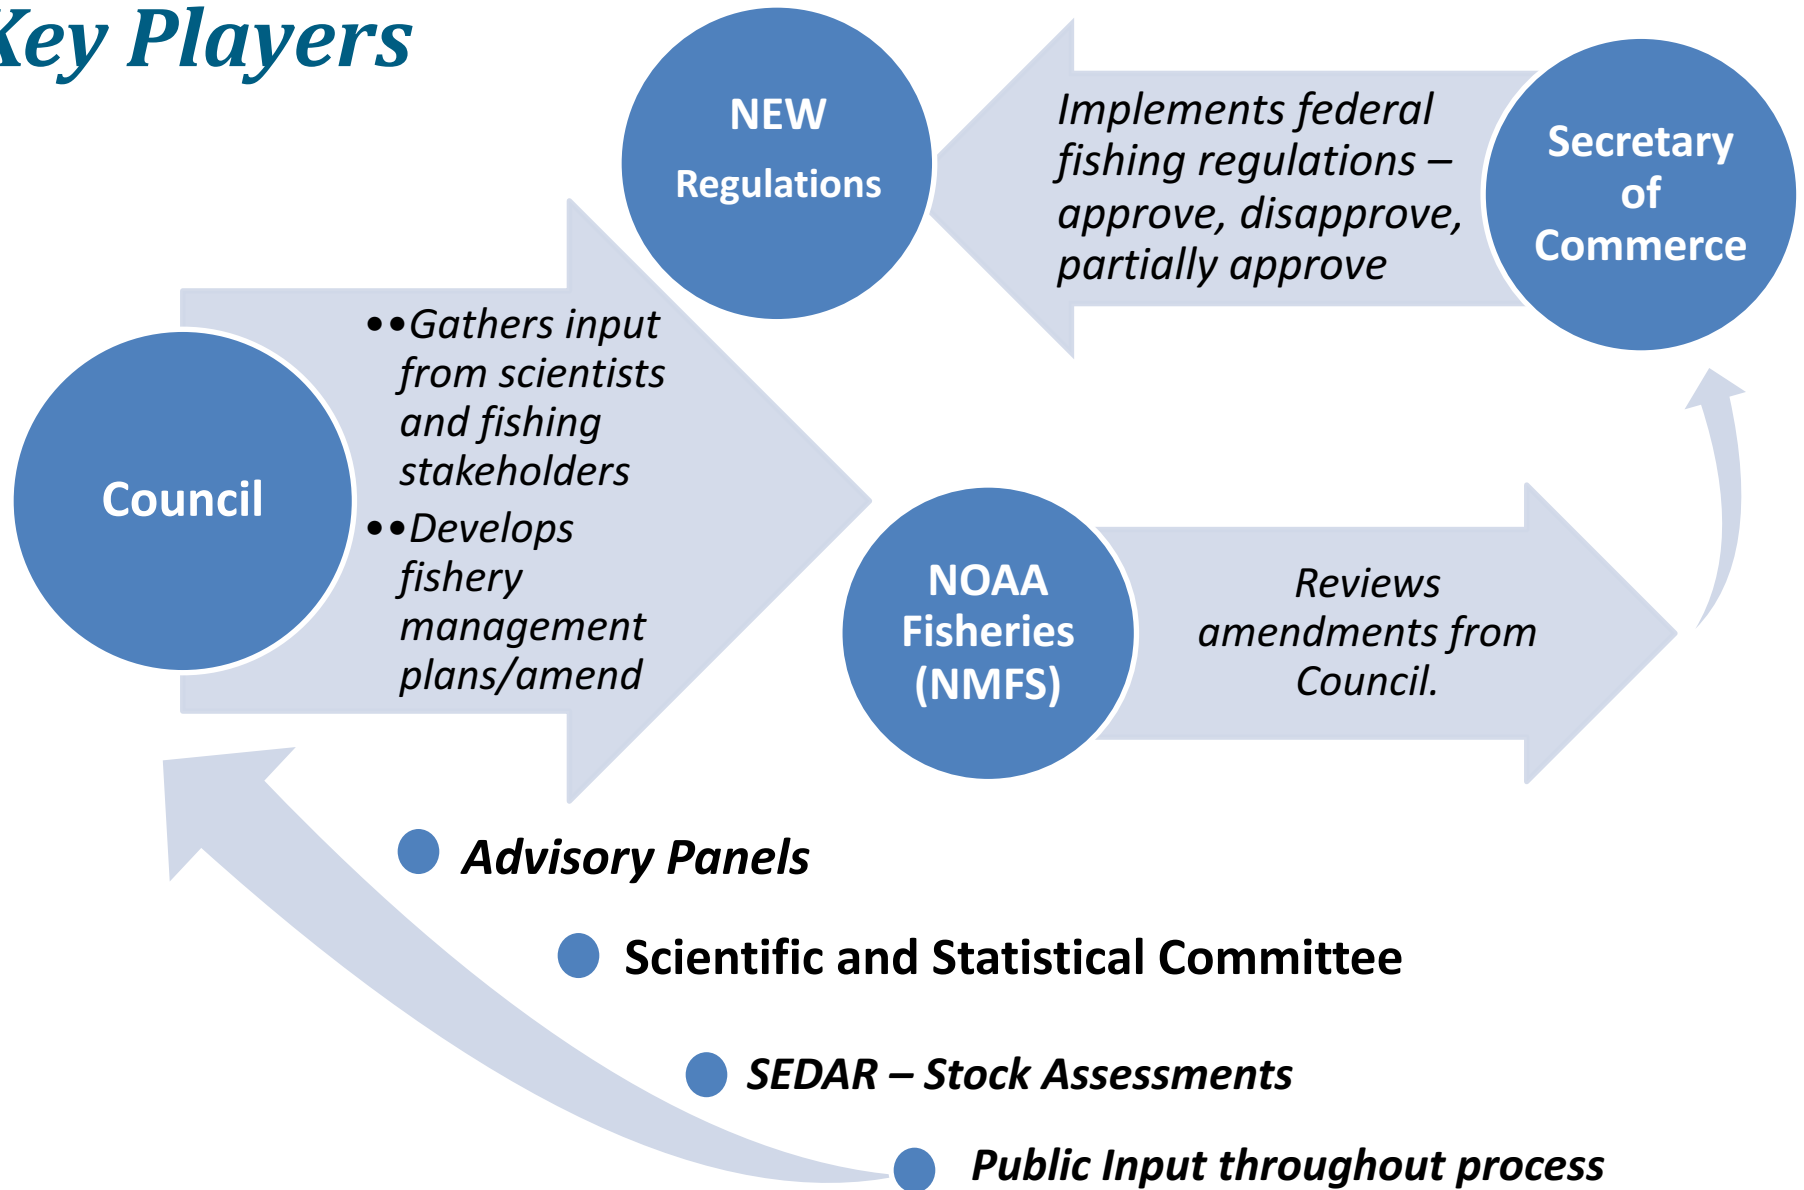 Key Players
NEW
Regulations
Implements federal
fishing regulations –
approve, disapprove,
partially approve
Secretary
of
Commerce
Council
••Gathers input
from scientists
and fishing
stakeholders
••Develops
fishery
management
plans/amend
NOAA
Fisheries
(NMFS)
Reviews
amendments from
Council.
Advisory Panels
Scientific and Statistical Committee
SEDAR – Stock Assessments
Public Input throughout process